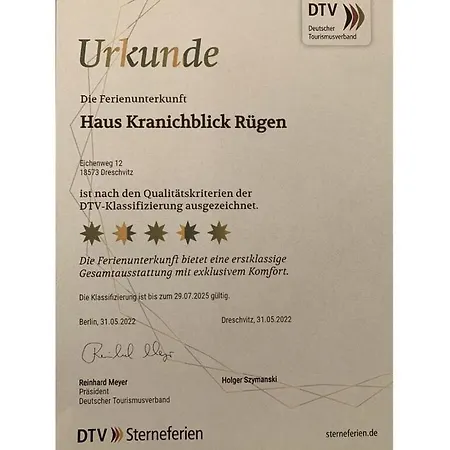 DTV
Deutscher
Tourismusverband
Urkunde
Die Ferienunterkunft
Haus Kranichblick Rügen
Eichenweg 12
18573 Dreschvitz
ist nach den Qualitätskriterien der
DTV-Klassifizierung ausgezeichnet.
Die Ferienunterkunft bietet eine erstklassige
Gesamtausstattung mit exklusivem Komfort.
Die Klassifizierung ist bis zum 29.07.2025 gültig.
Berlin, 31.05.2022 Dreschvitz, 31.05.2022
Reinhard Meyer
Reinhard Meyer Holger Szymanski
Präsident
Deutscher Tourismusverband
DTV Sterneferien sterneferien.de